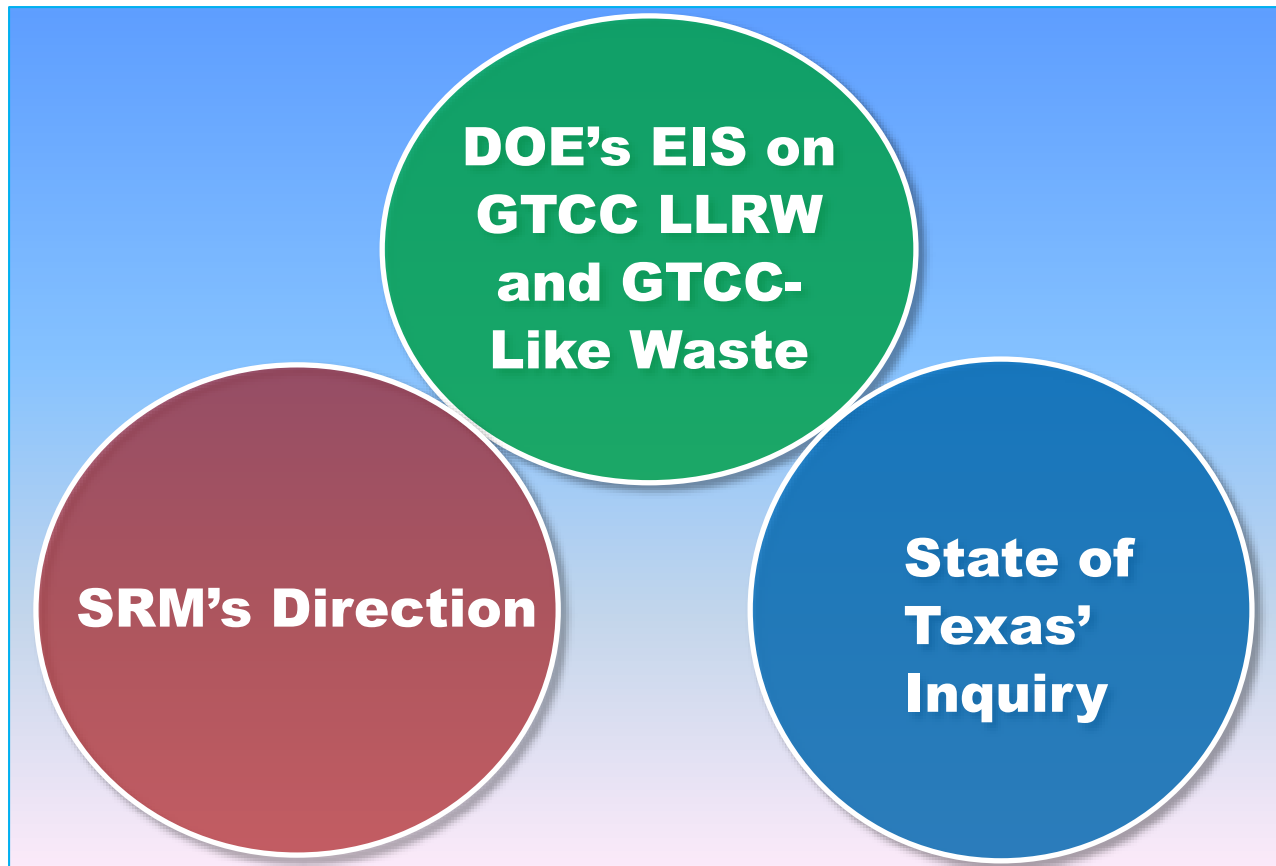 DOE’s EIS on
GTCC LLRW
and GTCC-
Like Waste
SRM’s Direction
State of
Texas’
Inquiry